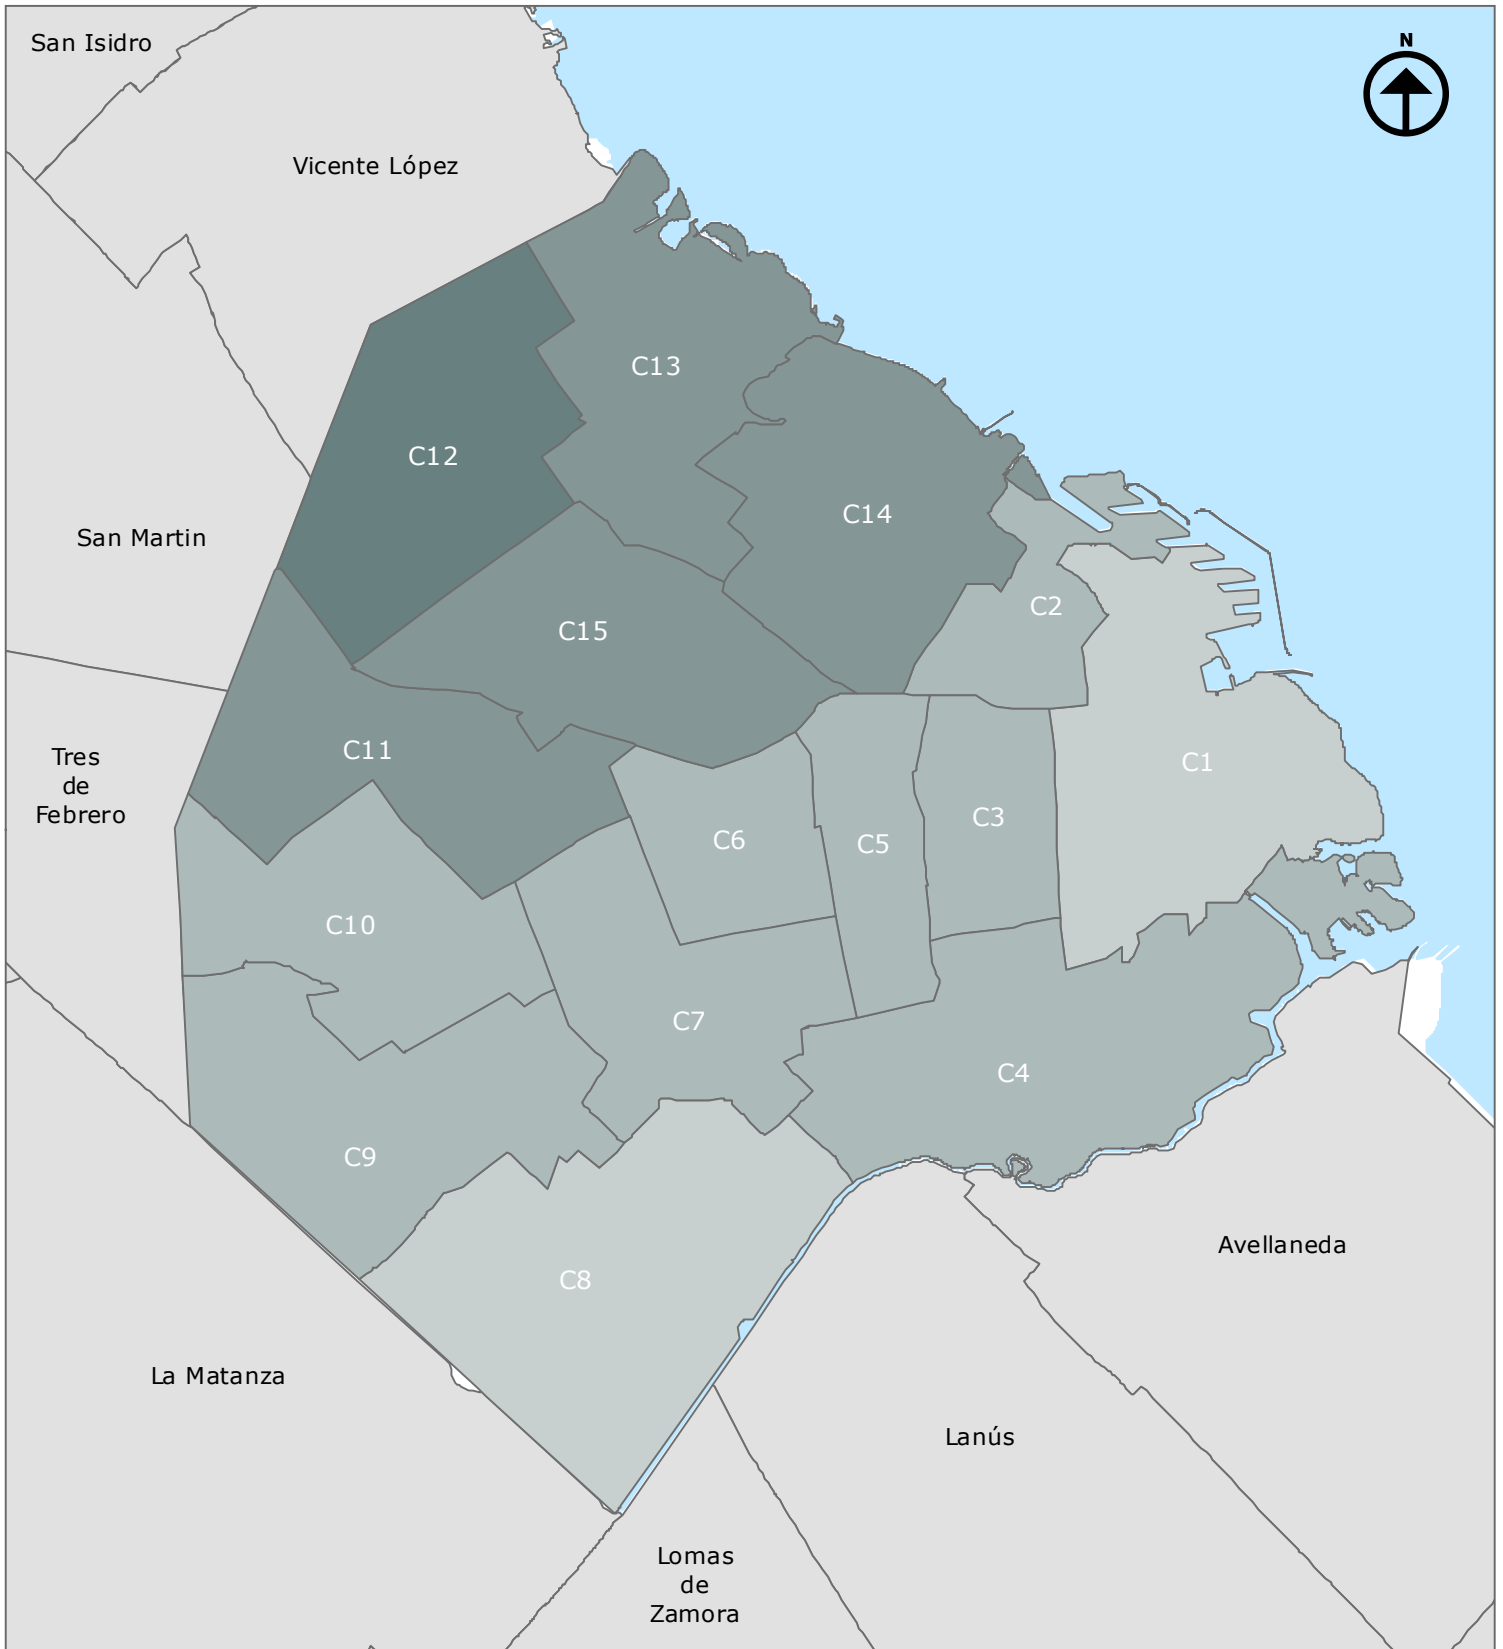 San Isidro
N
Vicente López
C13
C12
C14
San Martin
C2
C15
C11
C1
Tres
de
Febrero
C3
C6
C5
C10
C7
C4
C9
Avellaneda
C8
La Matanza
Lanús
Lomas
de
Zamora